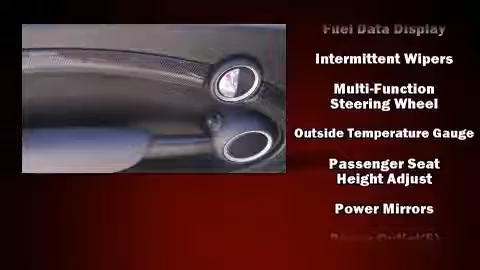 Fuel Data Display
Intermittent Wipers
Multi-Function
Steering Wheel
Outside Temperature Gauge
Passenger Seat
Height Adjust
Power Mirrors